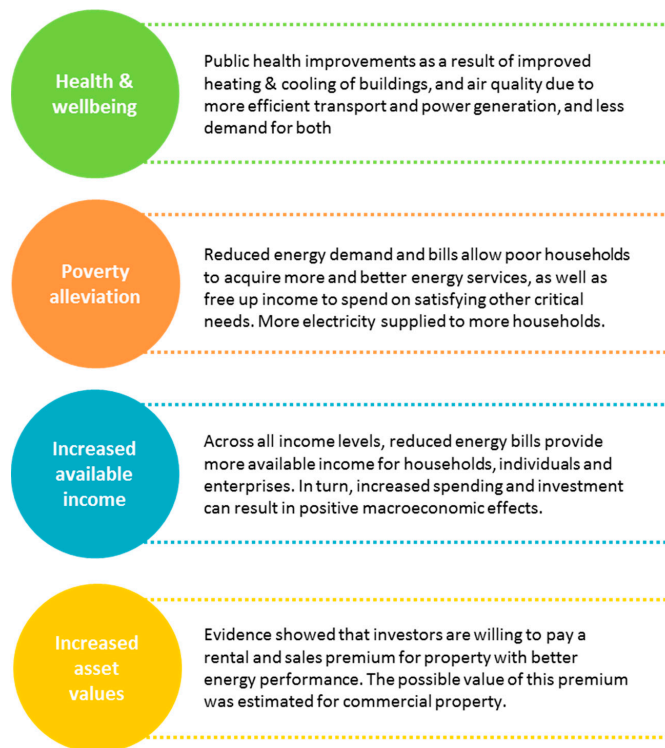 Health &
wellbeing
Public health improvements as a result of improved
heating & cooling of buildings, and air quality due to
more efficient transport and power generation, and less
demand for both
Poverty
alleviation
Reduced energy demand and bills allow poor households
to acquire more and better energy services, as well as
free up income to spend on satisfying other critical
needs. More electricity supplied to more households.
Increased
available
income
Across all income levels, reduced energy bills provide
more available income for households, individuals and
enterprises. In turn, increased spending and investment
can result in positive macroeconomic effects.
Increased
asset
values
Evidence showed that investors are willing to pay a
rental and sales premium for property with better
energy performance. The possible value of this premium
was estimated for commercial property.